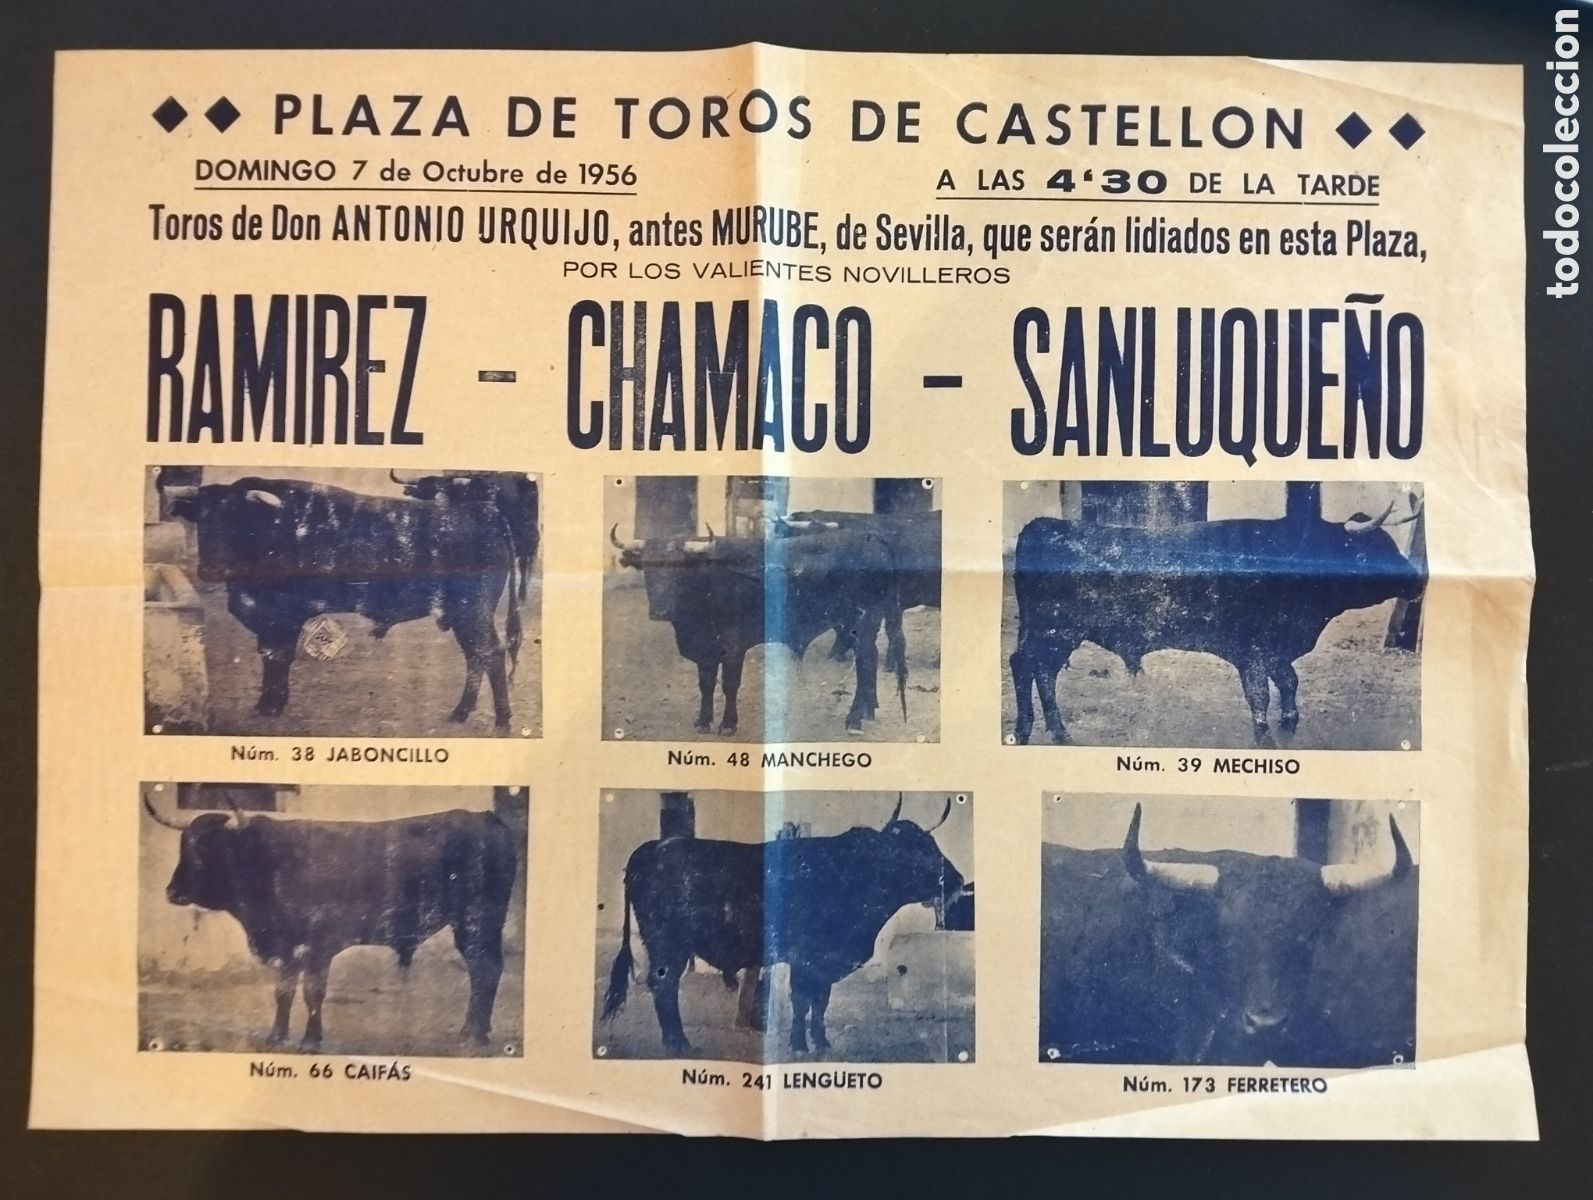 PLAZA DE TOROS DE CASTELLON
DOMINGO 7 de Octubre de 1956
A LAS 4'30 DE LA TARDE
Toros de Don ANTONIO URQUIJO, antes MURUBE, de Sevilla, que serán lidiados en esta Plaza,
POR LOS VALIENTES NOVILLEROS
RAMIREZ - CHAMACO - SANLUQUEÑO
Núm. 38 JABONCILLO
Núm. 48 MANCHEGO
Núm. 39 MECHISO
Núm. 66 CAIFÁS
Núm. 241 LENGÜETO
Núm. 173 FERRETERO
todocoleccion